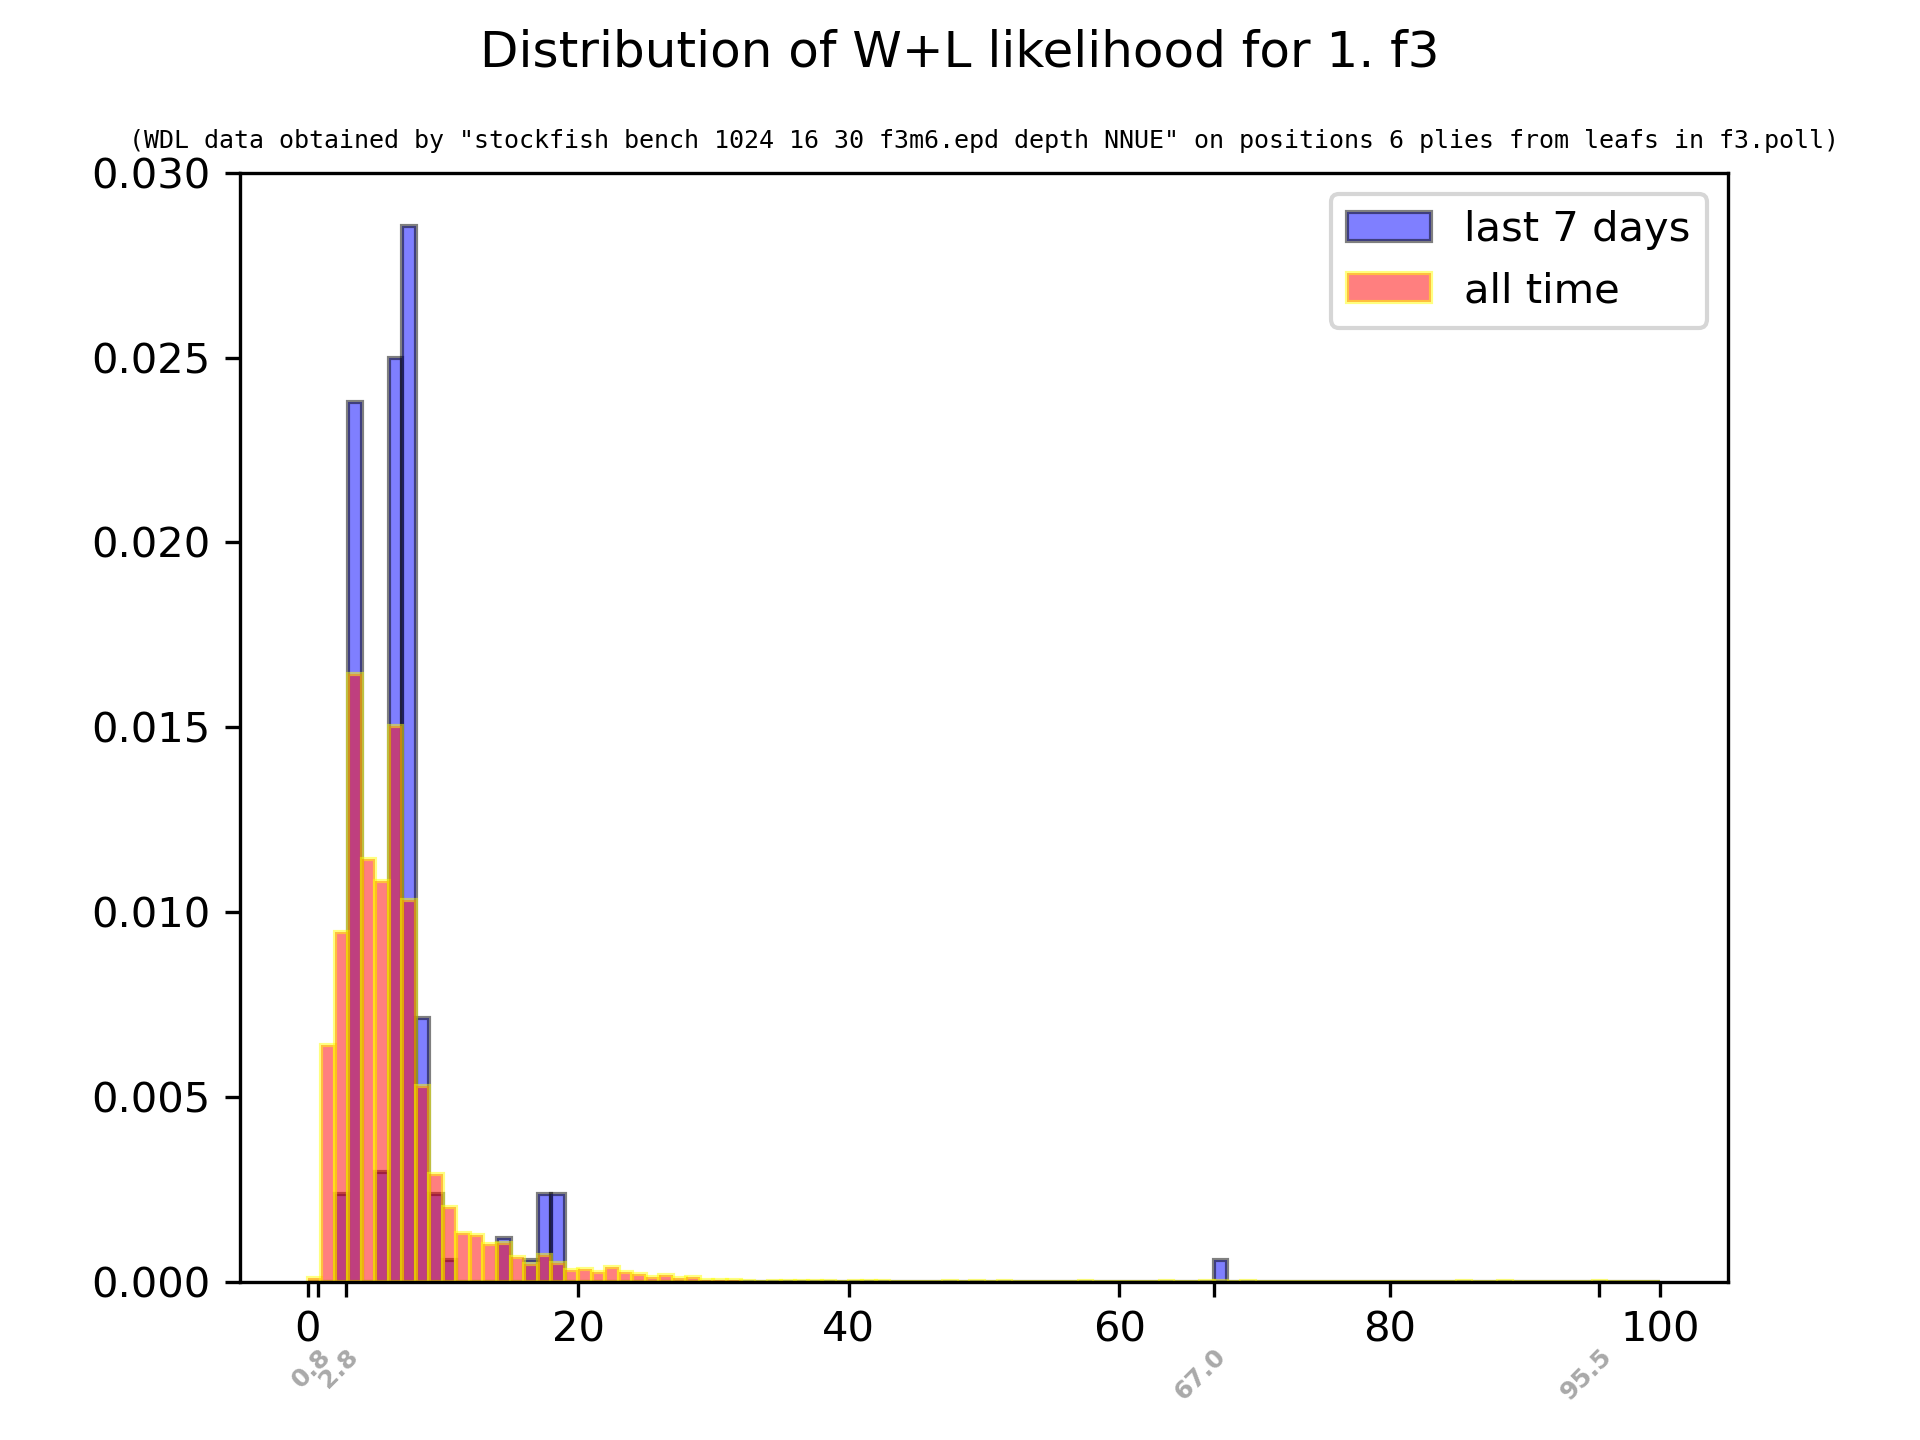 Distribution of W+L likelihood for 1. f3
(WDL data obtained by "stockfish bench 1024 16 30 f3m6.epd depth NNUE" on positions 6 plies from leafs in f3.poll)
last 7 days
all time
0.030
0.025
0.020
0.015
0.010
0.005
0.000
0 20 40 60 80 100
0.8 2.8 67.0 95.5